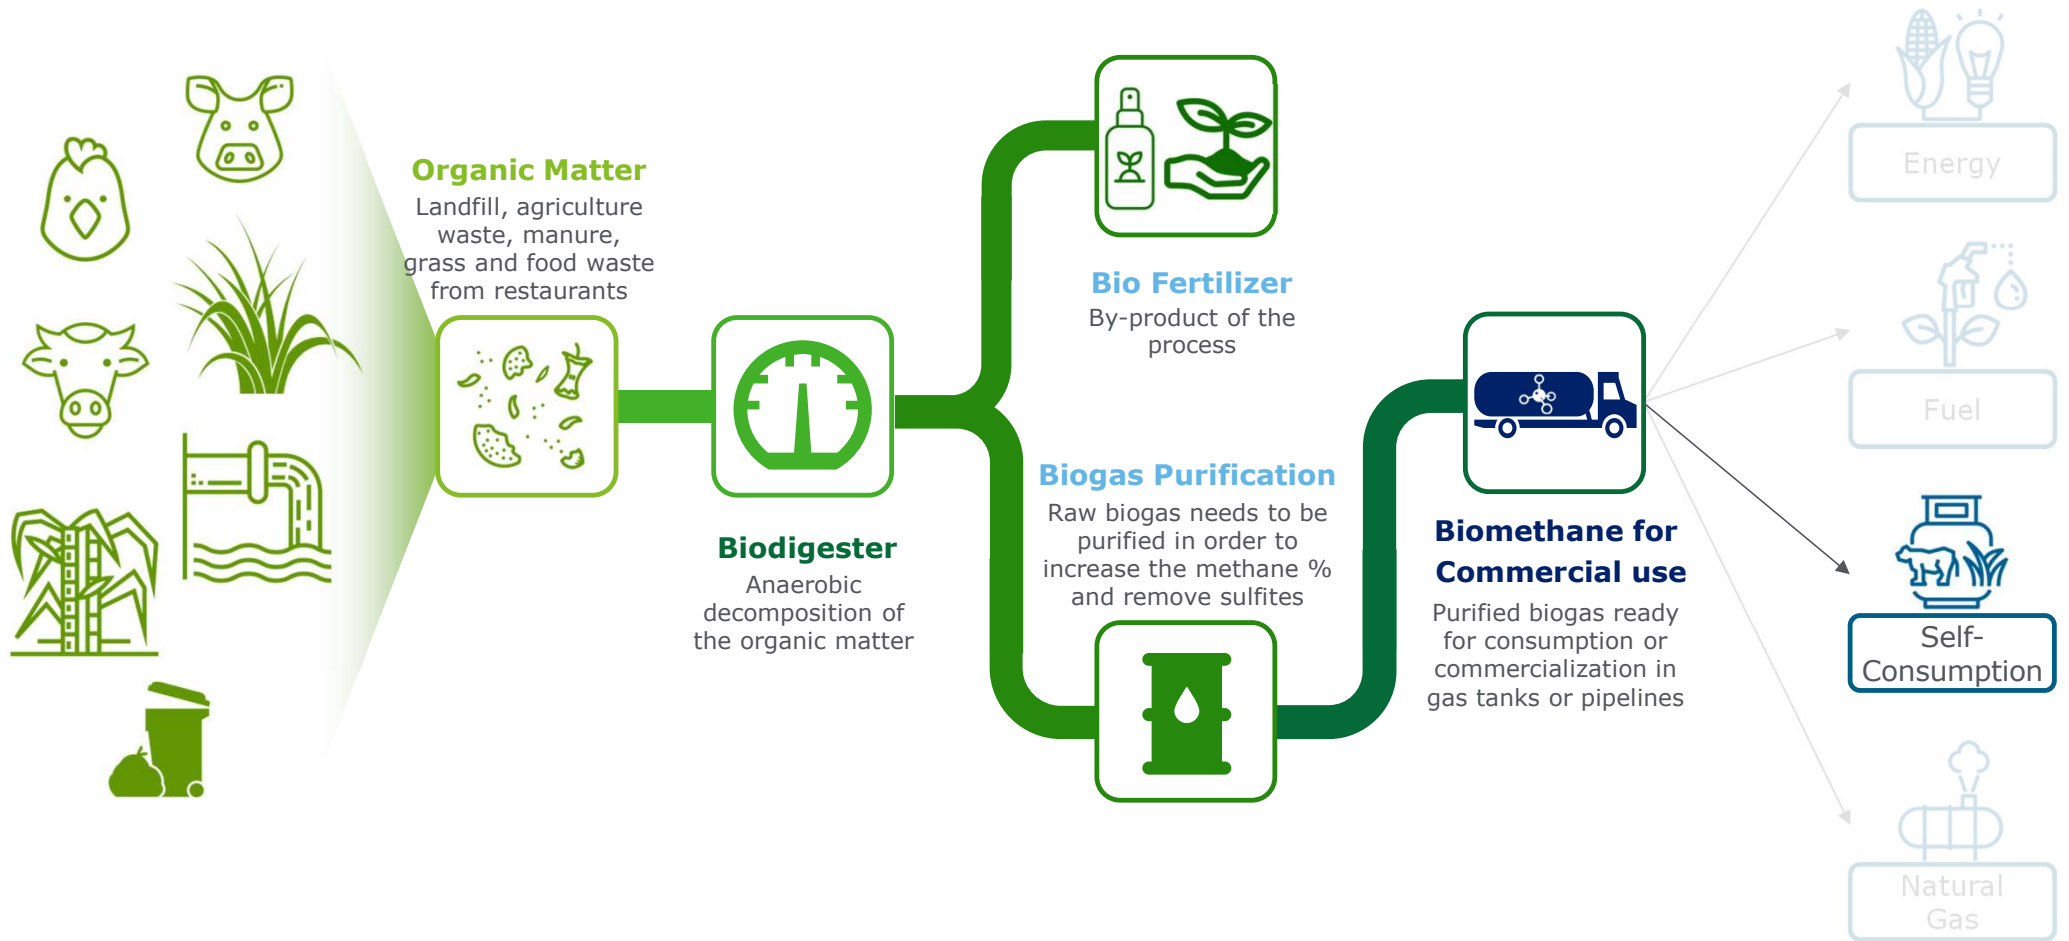 Organic Matter
Landfill, agriculture
waste, manure,
grass and food waste
from restaurants
Biodigester
Anaerobic
decomposition of
the organic matter
Bio Fertilizer
By-product of the
process
Biogas Purification
Raw biogas needs to be
purified in order to
increase the methane %
and remove sulfites
Biomethane for
Commercial use
Purified biogas ready
for consumption or
commercialization in
gas tanks or pipelines
Energy
Fuel
Self-
Consumption
Natural
Gas